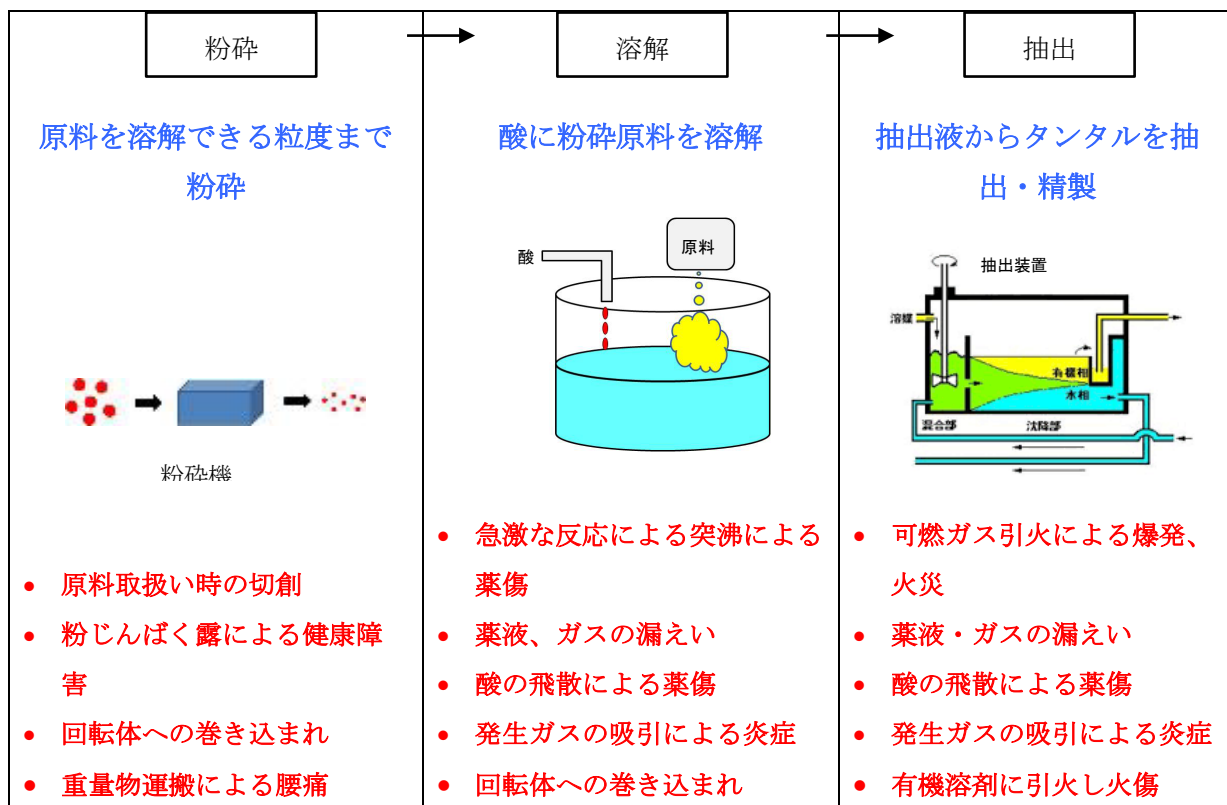 粉砕
原料を溶解できる粒度まで
粉砕
粉砕機
• 原料取扱い時の切創
• 粉じんばく露による健康障
害
• 回転体への巻き込まれ
• 重量物運搬による腰痛
溶解
酸に粉砕原料を溶解
酸
原料
• 急激な反応による突沸による
薬傷
• 薬液、ガスの漏えい
• 酸の飛散による薬傷
• 発生ガスの吸引による炎症
• 回転体への巻き込まれ
抽出
抽出液からタンタルを抽
出・精製
抽出装置
溶媒
有機相
水相
混合部
沈降部
• 可燃ガス引火による爆発、
火災
• 薬液・ガスの漏えい
• 酸の飛散による薬傷
• 発生ガスの吸引による炎症
• 有機溶剤に引火し火傷